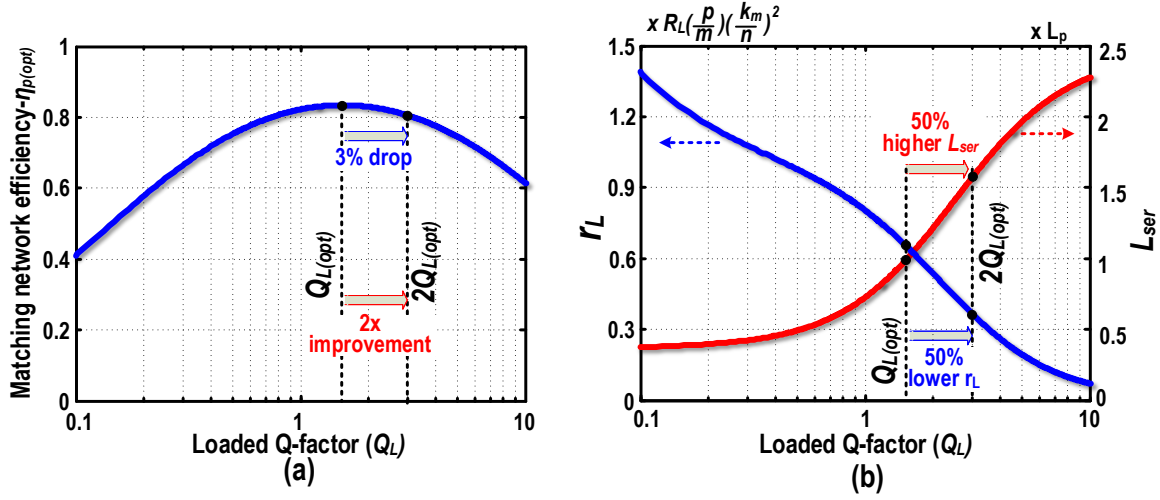 Matching network efficiency-ηp(opt)
1
0.8
0.6
0.4
0.2
0
0.1
1
10
Loaded Q-factor (QL)
(a)
3% drop
QL(opt)
2QL(opt)
2x
improvement
x RL(p/m)(km/n)²
x Lp
rL
1.5
1.2
0.9
0.6
0.3
0
0.1
1
10
Loaded Q-factor (QL)
(b)
50%
higher Lser
QL(opt)
2QL(opt)
50%
lower rL
2.5
2
1.5
1
0.5
0
Lser